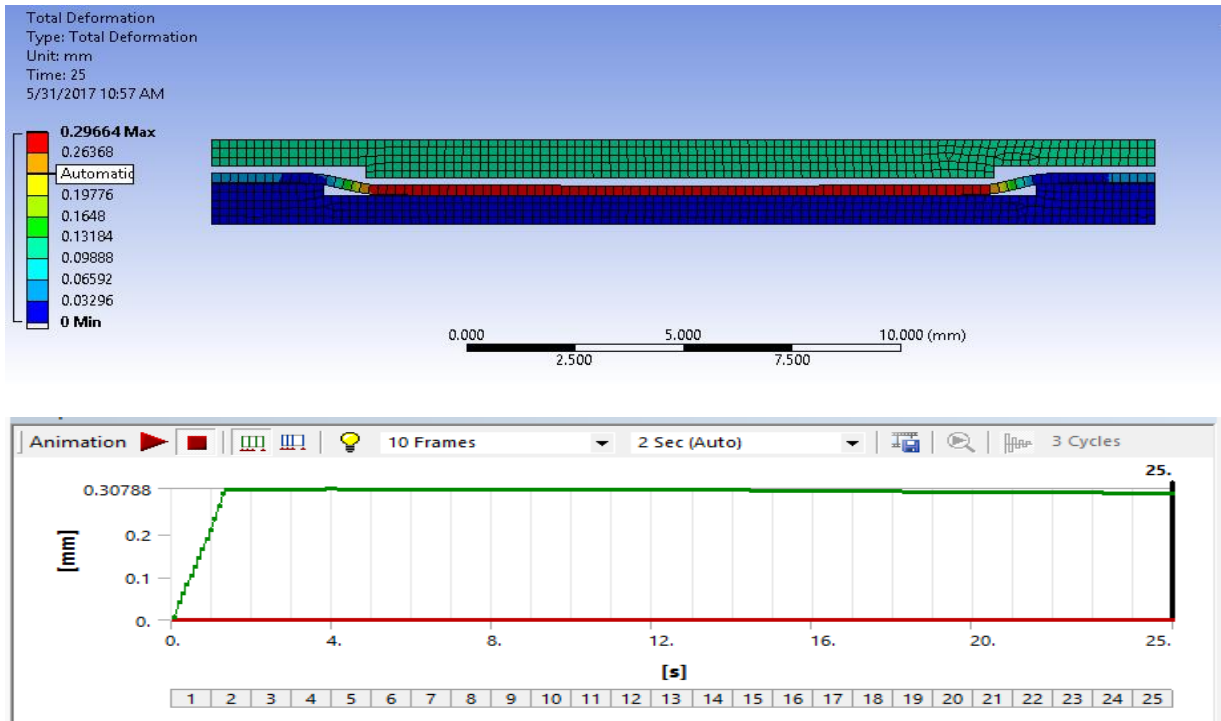 Total Deformation
Type: Total Deformation
Unit: mm
Time: 25
5/31/2017 10:57 AM
0.29664 Max
0.26368
Automatic
0.19776
0.1648
0.13184
0.09888
0.06592
0.03296
0 Min
0.000 5.000 10.000 (mm)
2.500 7.500
Animation 10 Frames 2 Sec (Auto) 3 Cycles
25.
0.30788
0.2
[mm]
0.1
0.
0. 4. 8. 12. 16. 20. 25.
[s]
1 2 3 4 5 6 7 8 9 10 11 12 13 14 15 16 17 18 19 20 21 22 23 24 25